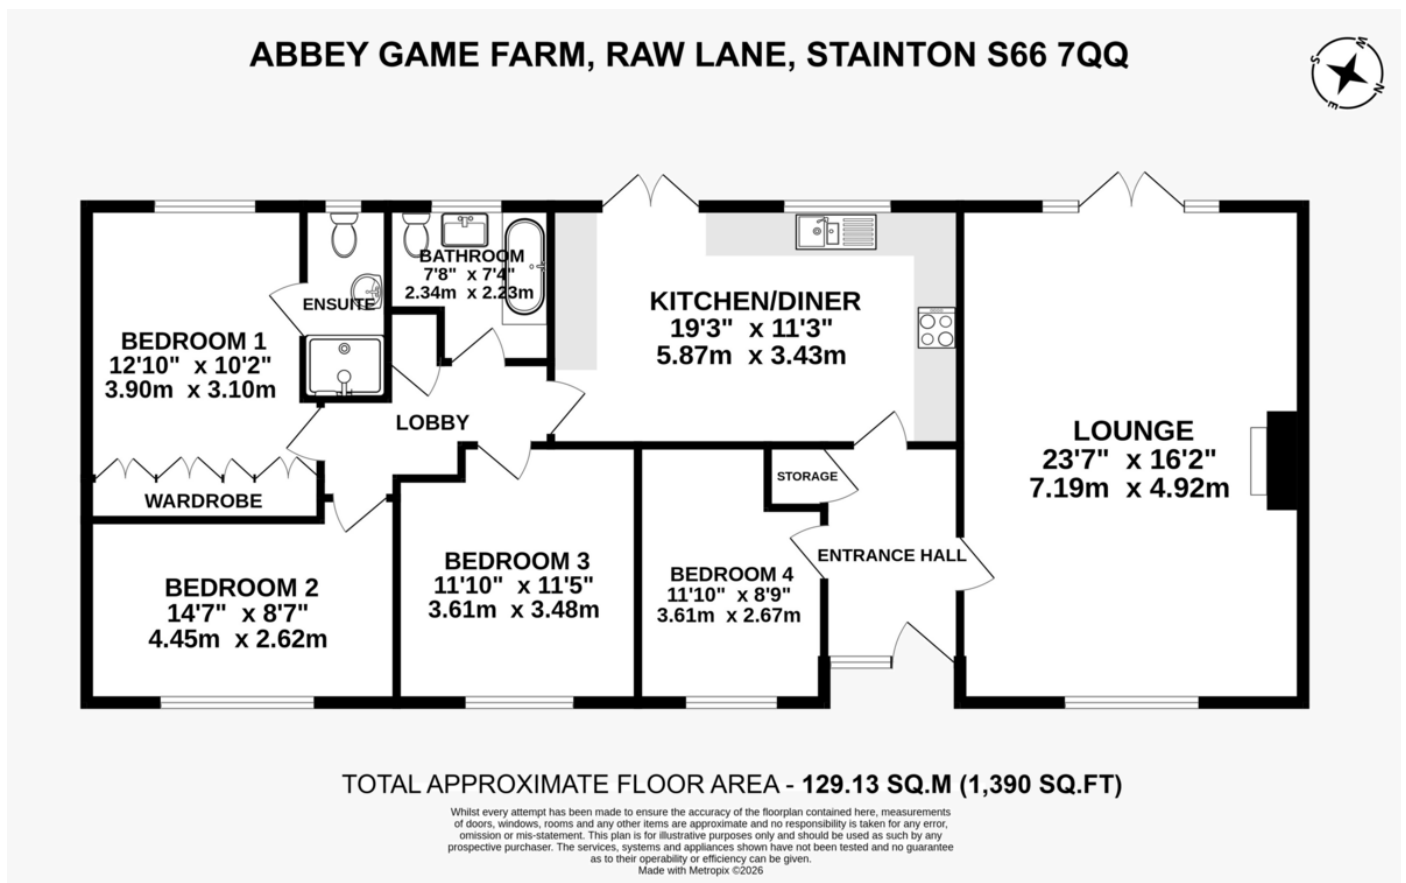 ABBEY GAME FARM, RAW LANE, STAINTON S66 7QQ
N
S
W
E
BATHROOM
7'8" x 7'4"
2.34m x 2.23m
ENSUITE
KITCHEN/DINER
19'3" x 11'3"
5.87m x 3.43m
BEDROOM 1
12'10" x 10'2"
3.90m x 3.10m
LOBBY
LOUNGE
23'7" x 16'2"
7.19m x 4.92m
STORAGE
WARDROBE
ENTRANCE HALL
BEDROOM 2
14'7" x 8'7"
4.45m x 2.62m
BEDROOM 3
11'10" x 11'5"
3.61m x 3.48m
BEDROOM 4
11'10" x 8'9"
3.61m x 2.67m
TOTAL APPROXIMATE FLOOR AREA - 129.13 SQ.M (1,390 SQ.FT)
Whilst every attempt has been made to ensure the accuracy of the floorplan contained here, measurements
of doors, windows, rooms and any other items are approximate and no responsibility is taken for any error,
omission or mis-statement. This plan is for illustrative purposes only and should be used as such by any
prospective purchaser. The services, systems and appliances shown have not been tested and no guarantee
as to their operability or efficiency can be given.
Made with Metropix ©2026